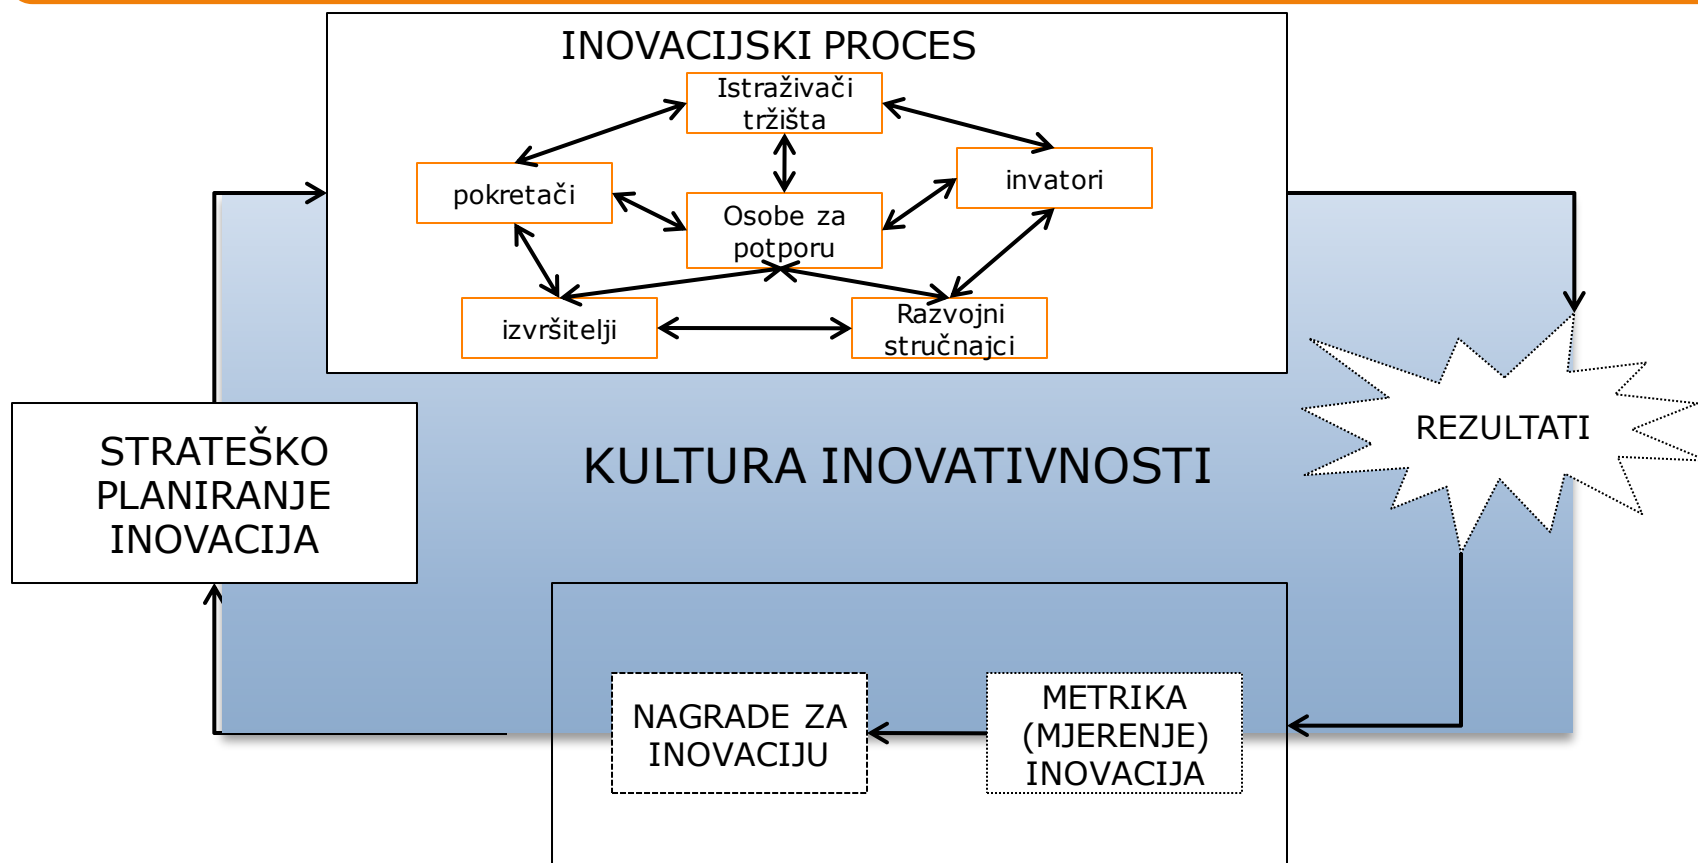 INOVACIJSKI PROCES
Istraživači
tržišta
pokretači
invatori
Osobe za
potporu
izvršitelji
Razvojni
stručnajci
STRATEŠKO
PLANIRANJE
INOVACIJA
KULTURA INOVATIVNOSTI
REZULTATI
NAGRADE ZA
INOVACIJU
METRIKA
(MJERENJE)
INOVACIJA